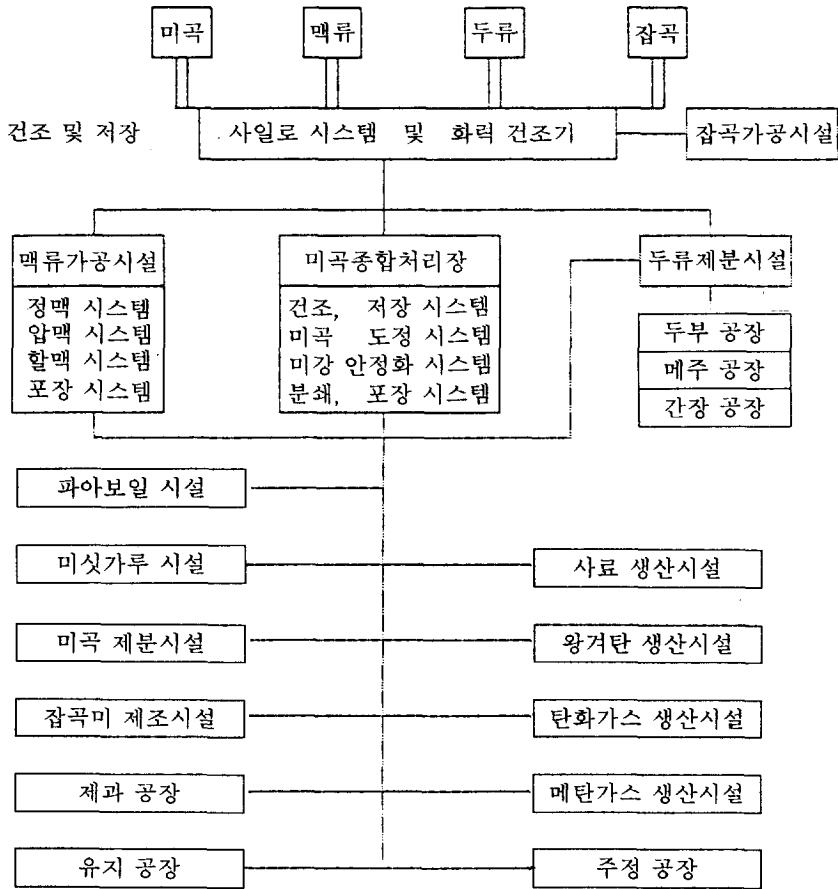 미곡
맥류
두류
잡곡
건조 및 저장
사일로 시스템 및 화력 건조기
잡곡가공시설
맥류가공시설
정맥 시스템
압맥 시스템
할맥 시스템
포장 시스템
미곡종합처리장
건조, 저장 시스템
미곡 도정 시스템
미강 안정화 시스템
분쇄, 포장 시스템
두류제분시설
두부 공장
메주 공장
간장 공장
파아보일 시설
미싯가루 시설
사료 생산시설
미곡 제분시설
왕겨탄 생산시설
잡곡미 제조시설
탄화가스 생산시설
제과 공장
메탄가스 생산시설
유지 공장
주정 공장